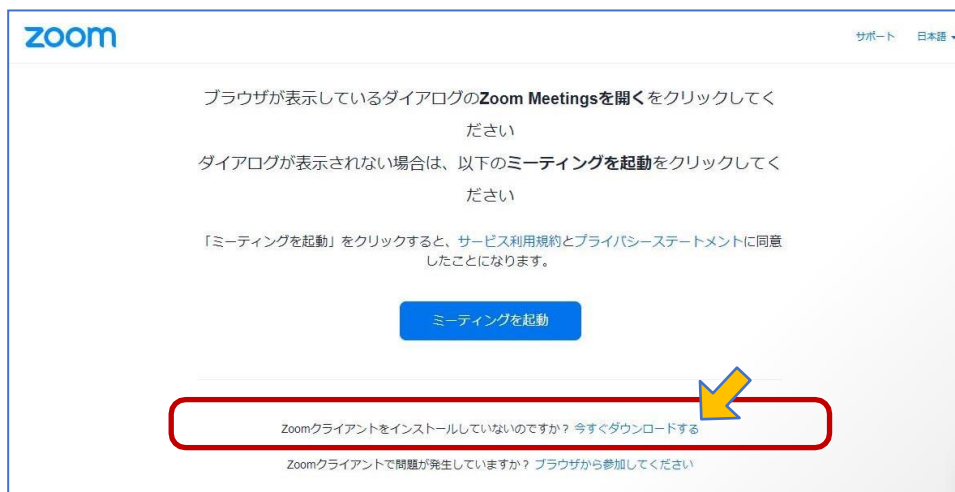 zoom
サポート 日本語
ブラウザが表示しているダイアログのZoom Meetingsを開くをクリックしてく
ださい
ダイアログが表示されない場合は、以下のミーティングを起動をクリックしてく
ださい
「ミーティングを起動」をクリックすると、サービス利用規約とプライバシーステートメントに同意
したことになります。
ミーティングを起動
Zoomクライアントをインストールしていないのですか？今すぐダウンロードする
Zoomクライアントで問題が発生していますか？ブラウザから参加してください